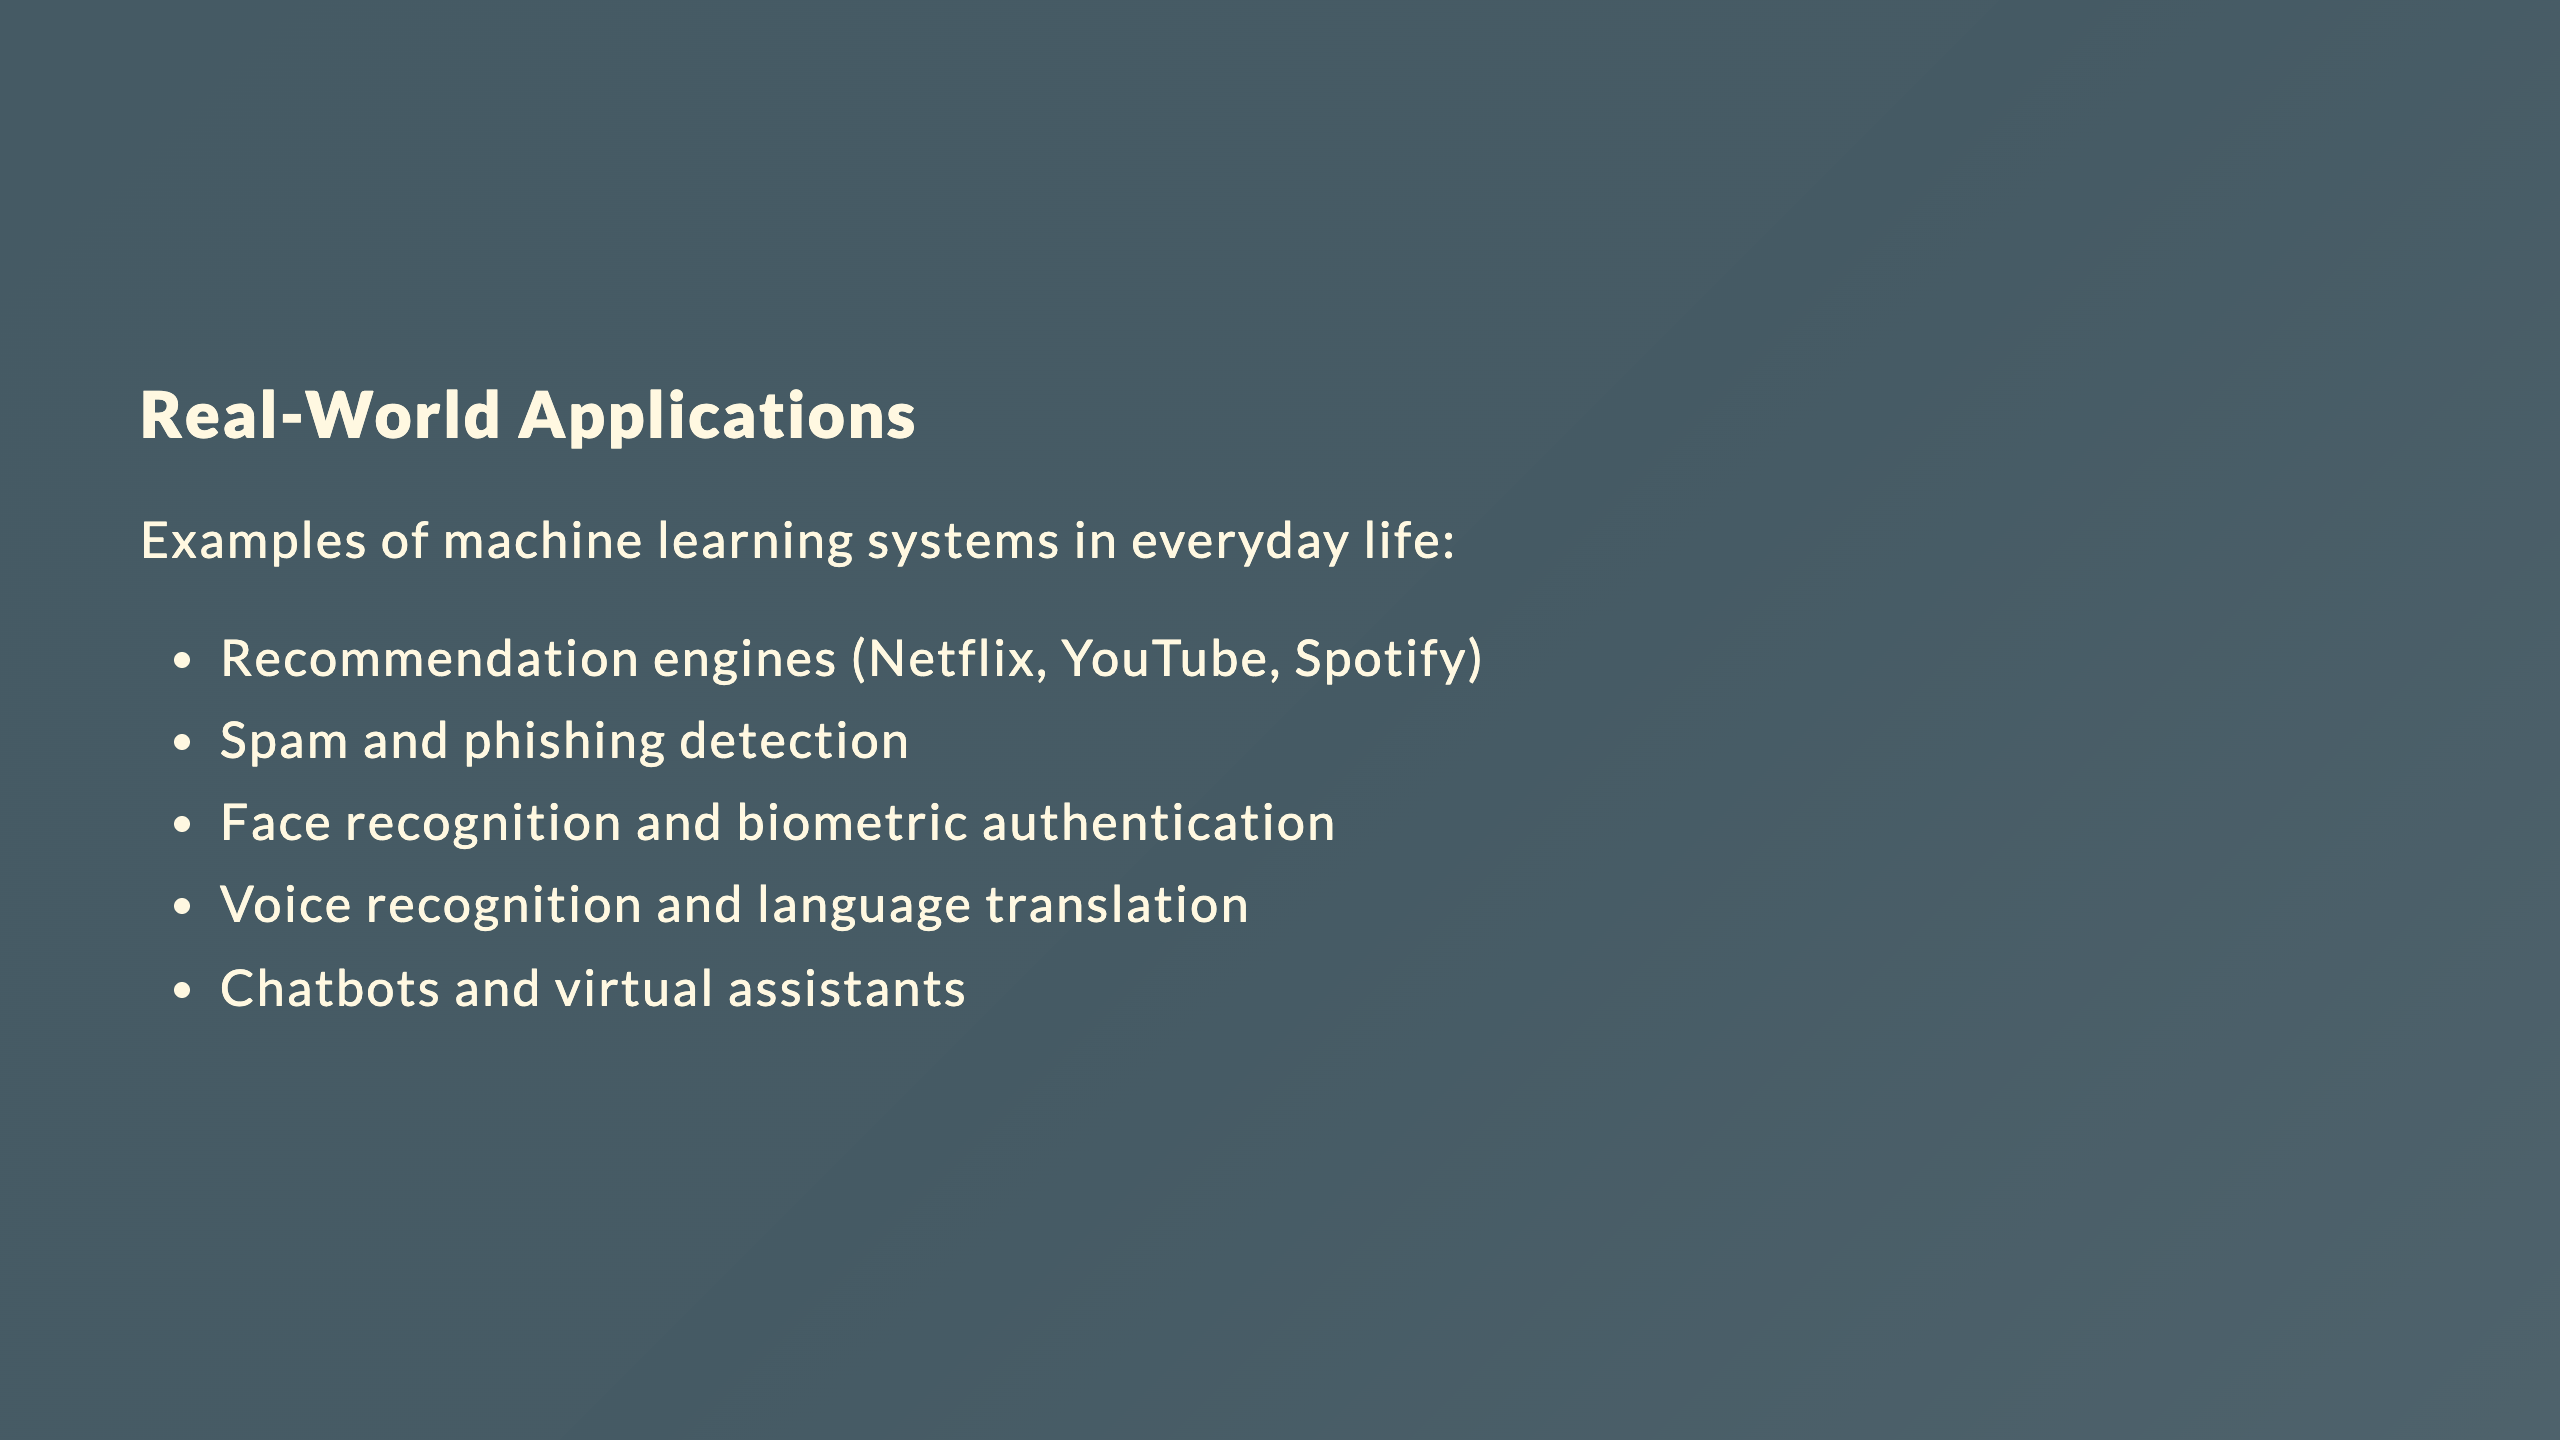 Real-World Applications
Examples of machine learning systems in everyday life:
• Recommendation engines (Netflix, YouTube, Spotify)
• Spam and phishing detection
• Face recognition and biometric authentication
• Voice recognition and language translation
• Chatbots and virtual assistants